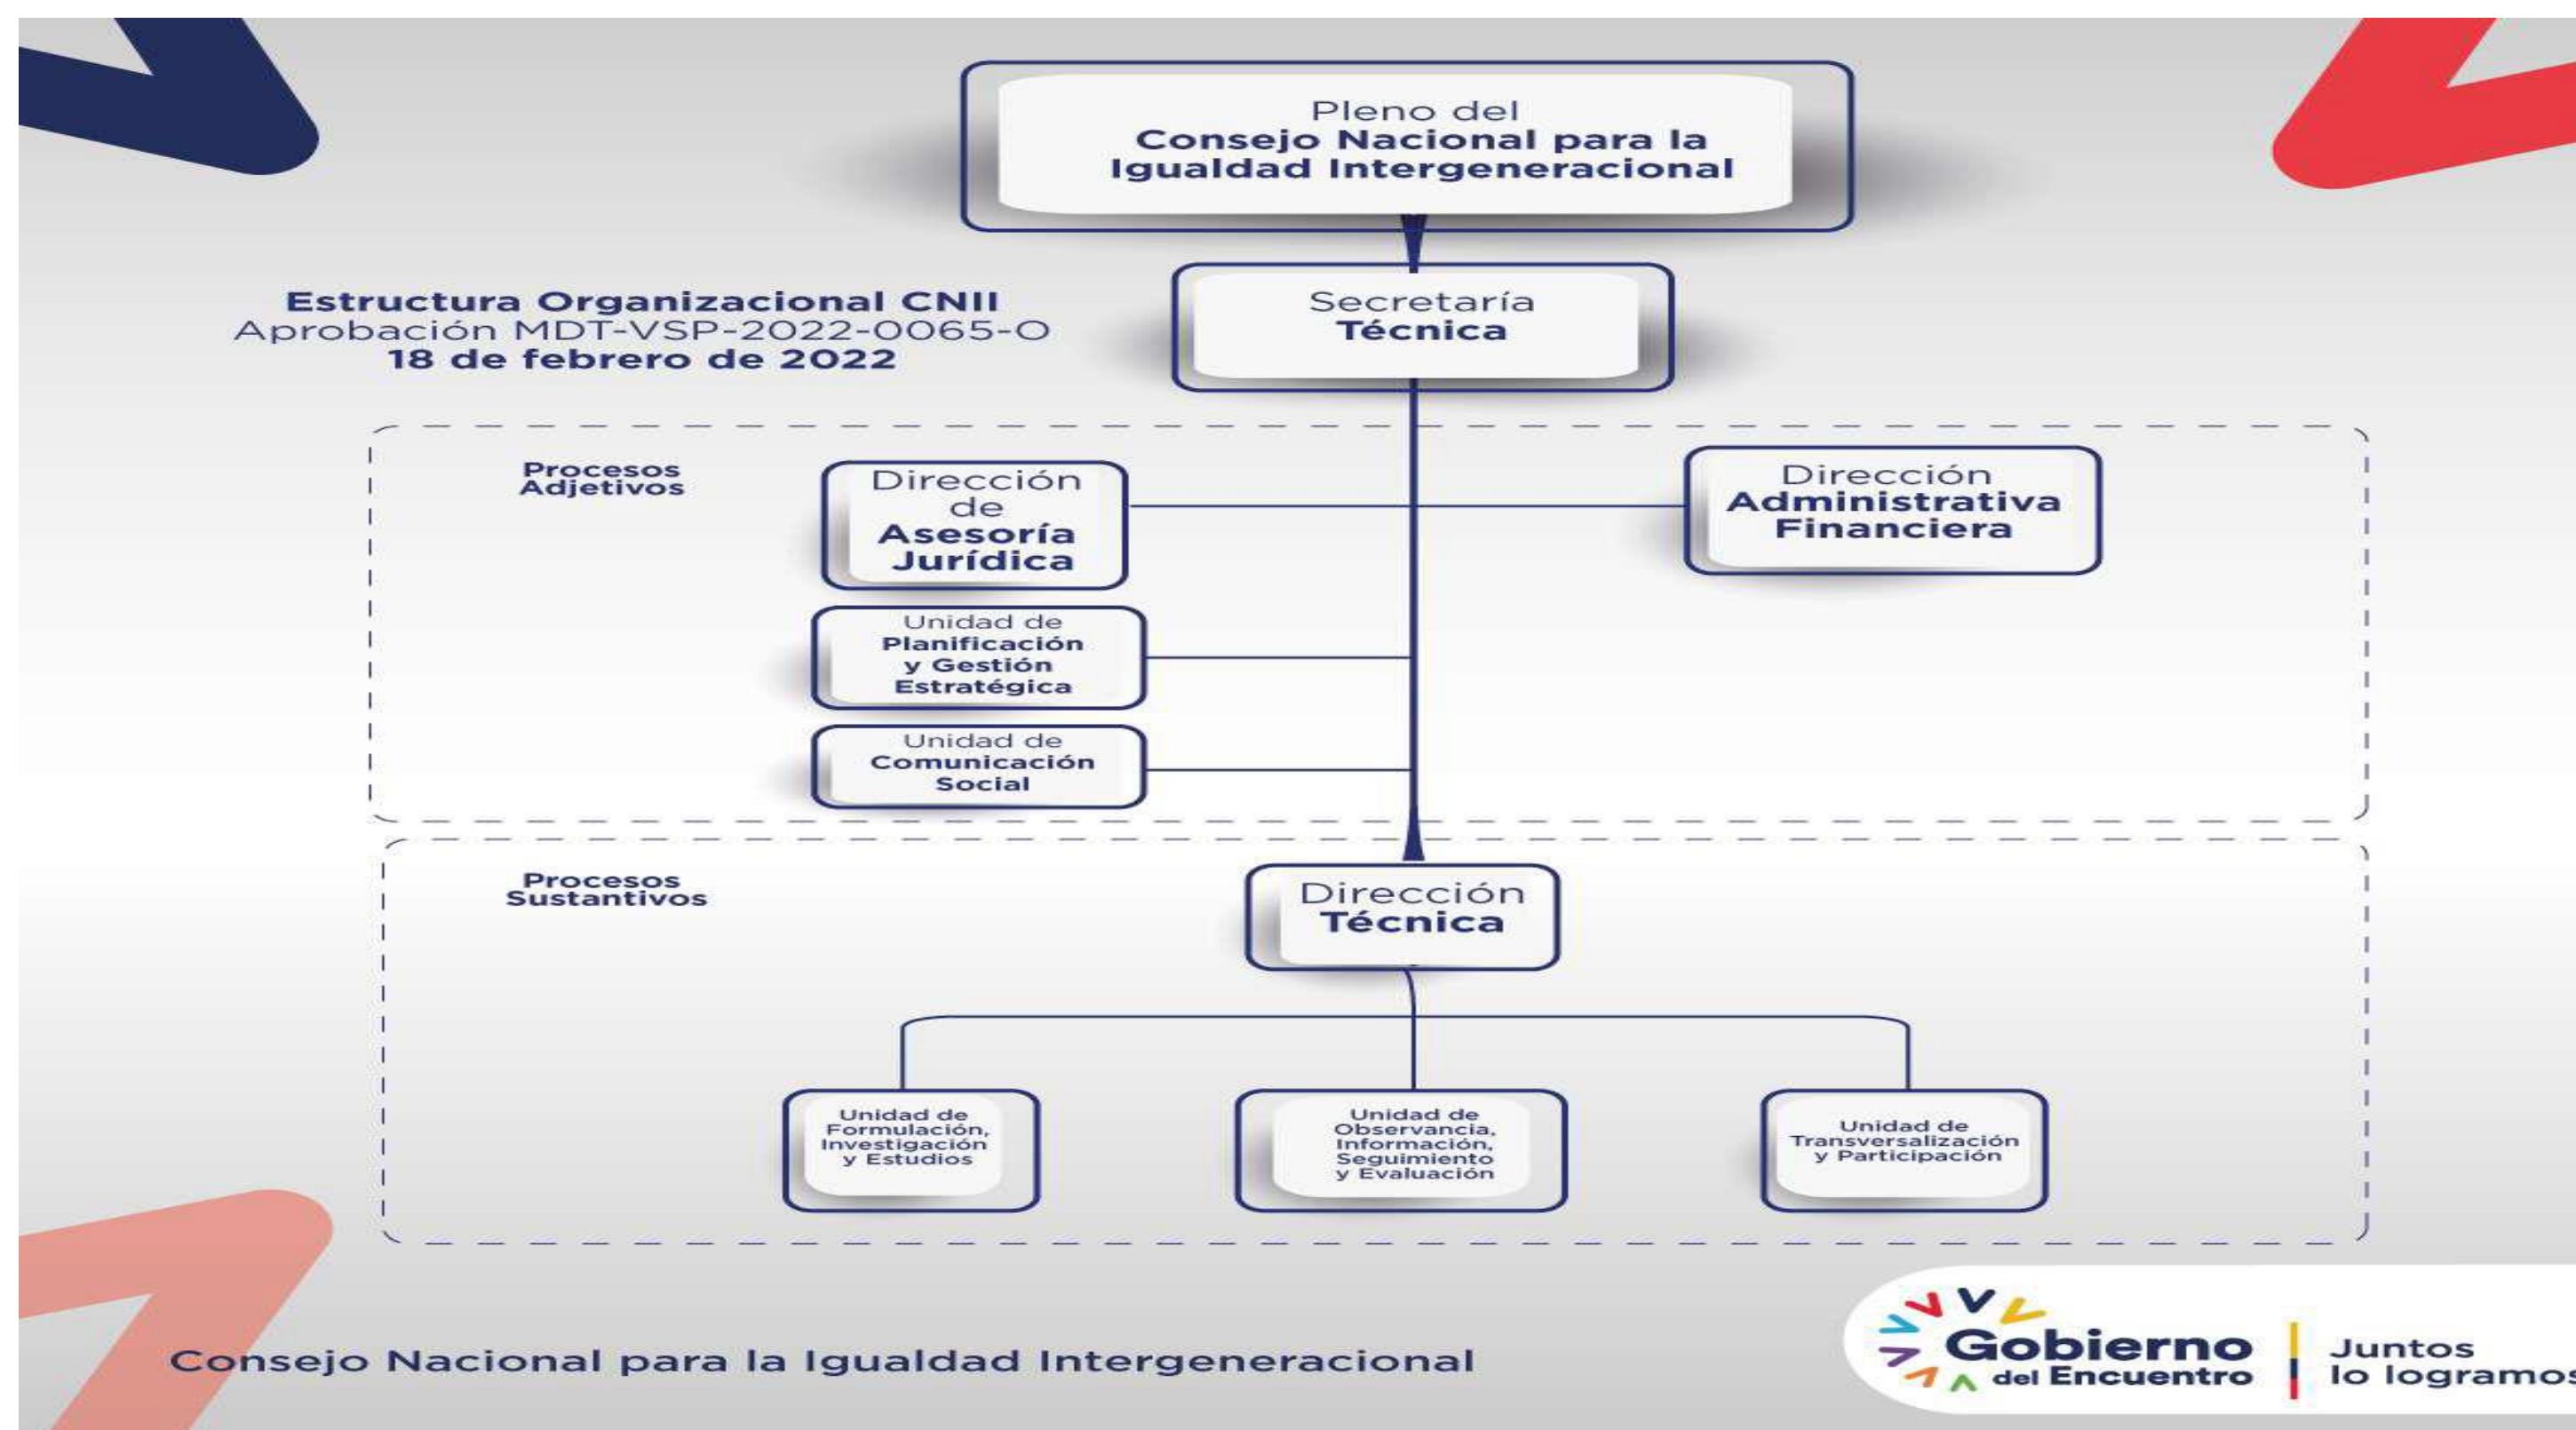 Pleno del
Consejo Nacional para la
Igualdad Intergeneracional
Estructura Organizacional CNII
Aprobación MDT-VSP-2022-0065-O
18 de febrero de 2022
Secretaría
Técnica
Procesos
Adjetivos
Dirección
de
Asesoría
Jurídica
Dirección
Administrativa
Financiera
Unidad de
Planificación
y Gestión
Estratégica
Unidad de
Comunicación
Social
Procesos
Sustantivos
Dirección
Técnica
Unidad de
Formulación,
Investigación
y Estudios
Unidad de
Observancia,
Información,
Seguimiento
y Evaluación
Unidad de
Transversalización
y Participación
Consejo Nacional para la Igualdad Intergeneracional
Gobierno
del Encuentro
Juntos
lo logramos